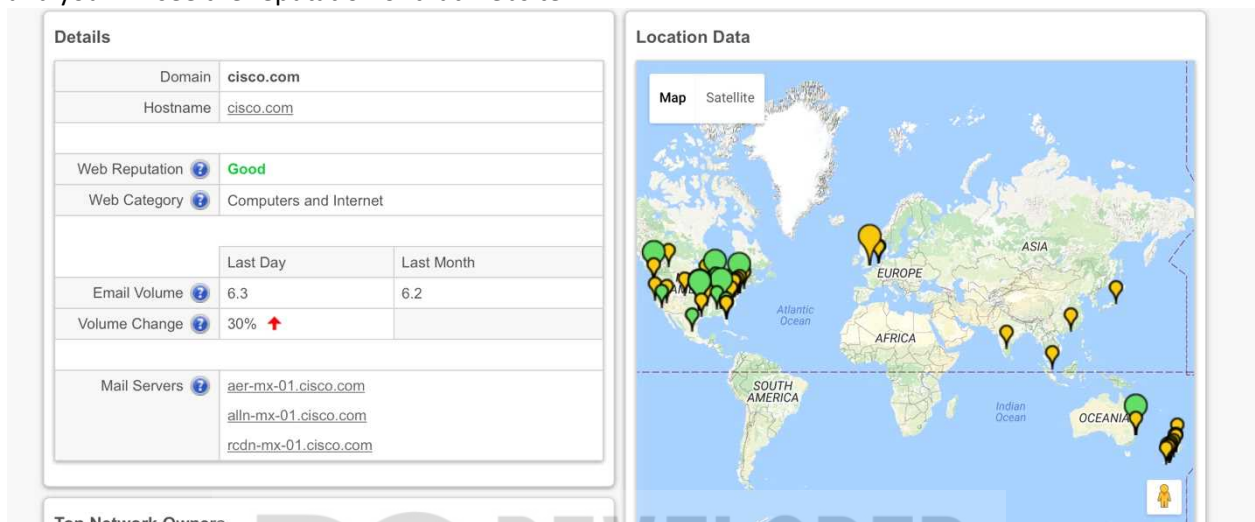 Details
Domain cisco.com
Hostname cisco.com
Web Reputation Good
Web Category Computers and Internet
Last Day Last Month
Email Volume 6.3 6.2
Volume Change 30%
Mail Servers aer-mx-01.cisco.com
alln-mx-01.cisco.com
rcdn-mx-01.cisco.com
Location Data
Map Satellite
ASIA
EUROPE
Atlantic
Ocean
AFRICA
SOUTH
AMERICA
Indian
Ocean
OCEANIA